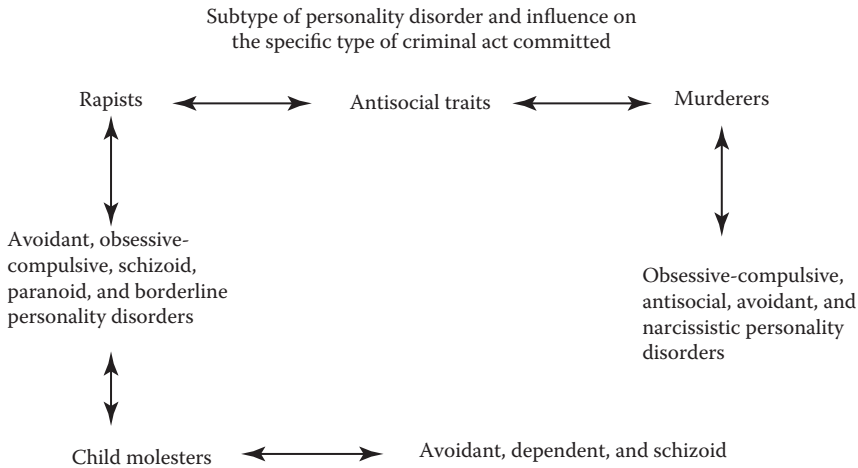 Subtype of personality disorder and influence on
the specific type of criminal act committed
Rapists
Antisocial traits
Murderers
Avoidant, obsessive-
compulsive, schizoid,
paranoid, and borderline
personality disorders
Obsessive-compulsive,
antisocial, avoidant, and
narcissistic personality
disorders
Child molesters
Avoidant, dependent, and schizoid